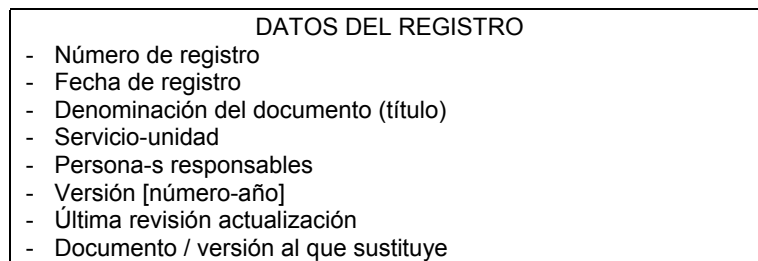 DATOS DEL REGISTRO
- Número de registro
- Fecha de registro
- Denominación del documento (título)
- Servicio-unidad
- Persona-s responsables
- Versión [número-año]
- Última revisión actualización
- Documento / versión al que sustituye